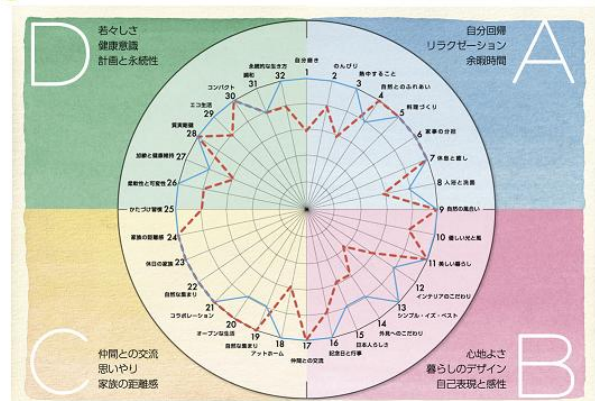 D
若々しさ
健康意識
計画と永続性
A
自分回帰
リラクゼーション
余暇時間
自分磨き
1
のんびり
2
熱中すること
3
自然とのふれあい
4
料理づくり
5
家事の分担
6
7 休息と癒し
8 入浴と洗面
9 自然の風合い
10 優しい光と風
11 美しい暮らし
12
インテリアのこだわり
13
シンプル・イズ・ベスト
14
外見へのこだわり
15
日本人らしさ
16
記念日と行事
17
仲間との交流
18
アットホーム
19
自然な集まり
20
オープンな生活
21
コラボレーション
22
自然な集まり
23
休日の家族
家族の距離感 24
かたづけ習慣 25
柔軟性と可変性 26
加齢と健康維持 27
28
質実剛健
29
エコ生活
30
コンパクト
31
調和
32
永続的な生き方
C
仲間との交流
思いやり
家族の距離感
B
心地よさ
暮らしのデザイン
自己表現と感性